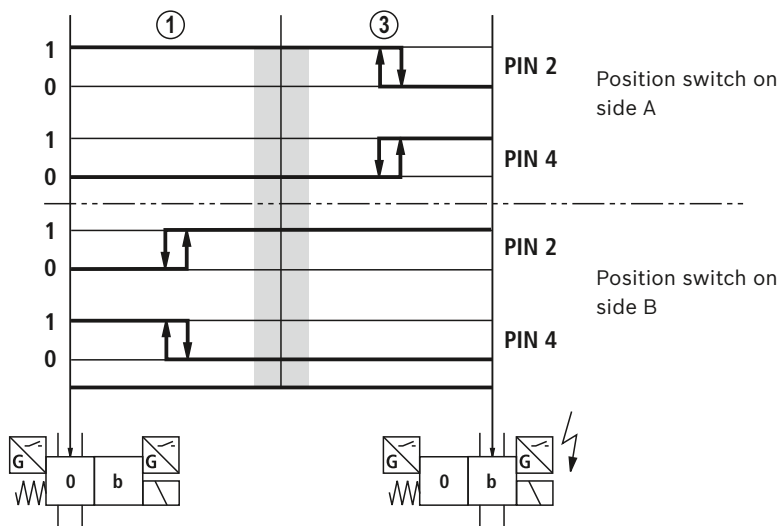 ① ③
1
PIN 2
0
Position switch on
side A
1
PIN 4
0
1
PIN 2
0
Position switch on
side B
1
PIN 4
0
G G G G
0 b 0 b